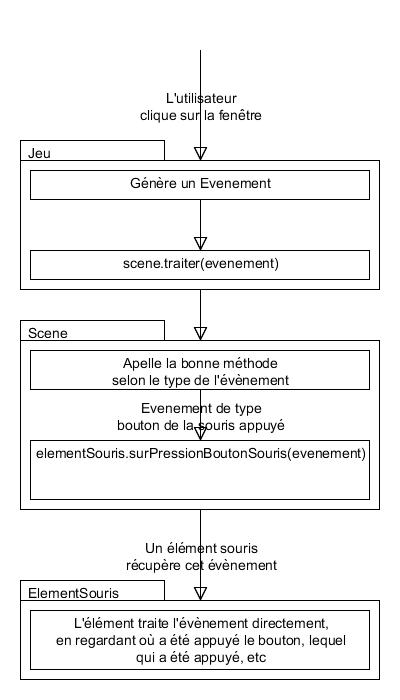 L'utilisateur
clique sur la fenêtre
Jeu
Génère un Evenement
scene.traiter(evenement)
Scene
Apelle la bonne méthode
selon le type de l'évènement
Evenement de type
bouton de la souris appuyé
elementSouris.surPressionBoutonSouris(evenement)
Un élément souris
récupère cet évènement
ElementSouris
L'élément traite l'évènement directement,
en regardant où a été appuyé le bouton, lequel
qui a été appuyé, etc